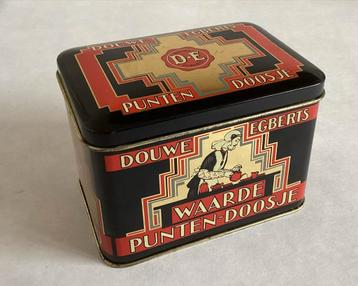 DOUWE EGBERTS
D·E
PUNTEN DOOSJE
DOUWE EGBERTS
WAARDE
PUNTEN-DOOSJE